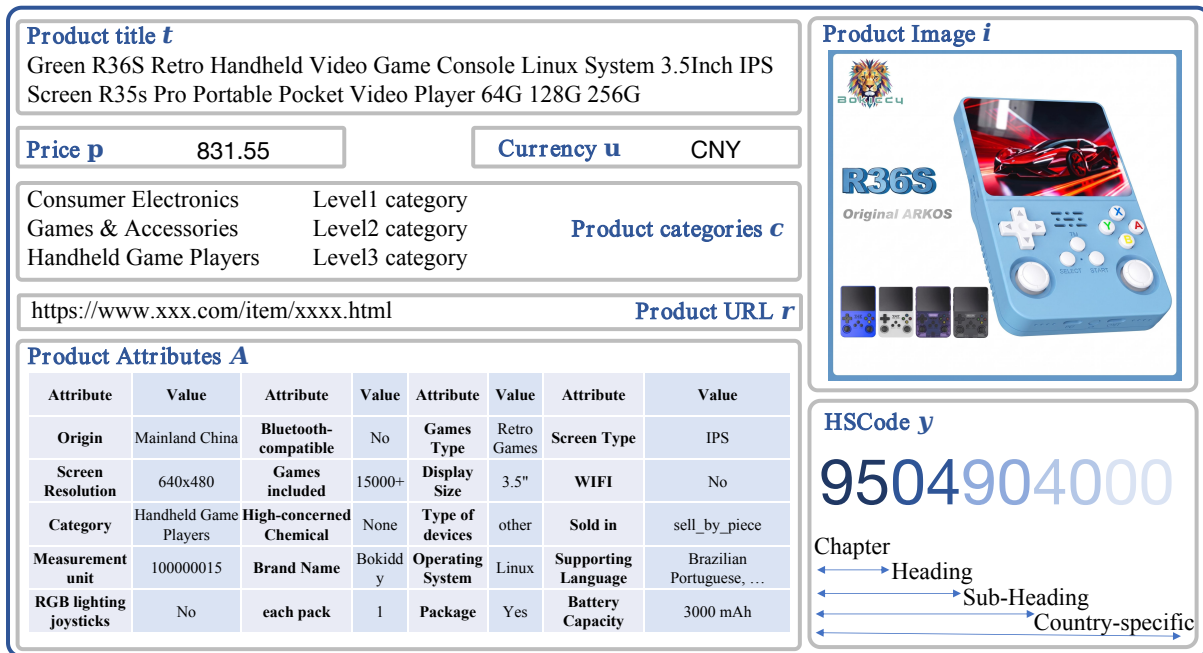 Product title t
Green R36S Retro Handheld Video Game Console Linux System 3.5Inch IPS
Screen R35s Pro Portable Pocket Video Player 64G 128G 256G
Price p 831.55
Currency u CNY
Consumer Electronics Level1 category
Games & Accessories Level2 category
Handheld Game Players Level3 category
Product categories c
https://www.xxx.com/item/xxxx.html
Product URL r
Product Attributes A
Attribute Value Attribute Value Attribute Value Attribute Value
Origin Mainland China Bluetooth-compatible No Games Type Retro Games Screen Type IPS
Screen Resolution 640x480 Games included 15000+ Display Size 3.5" WIFI No
Category Handheld Game Players High-concerned Chemical None Type of devices other Sold in sell_by_piece
Measurement unit 100000015 Brand Name Bokiddy Operating System Linux Supporting Language Brazilian Portuguese, …
RGB lighting joysticks No each pack 1 Package Yes Battery Capacity 3000 mAh
Product Image i
R36S
Original ARKOS
X
Y
A
B
SELECT
START
HSCode y
9504904000
Chapter
Heading
Sub-Heading
Country-specific